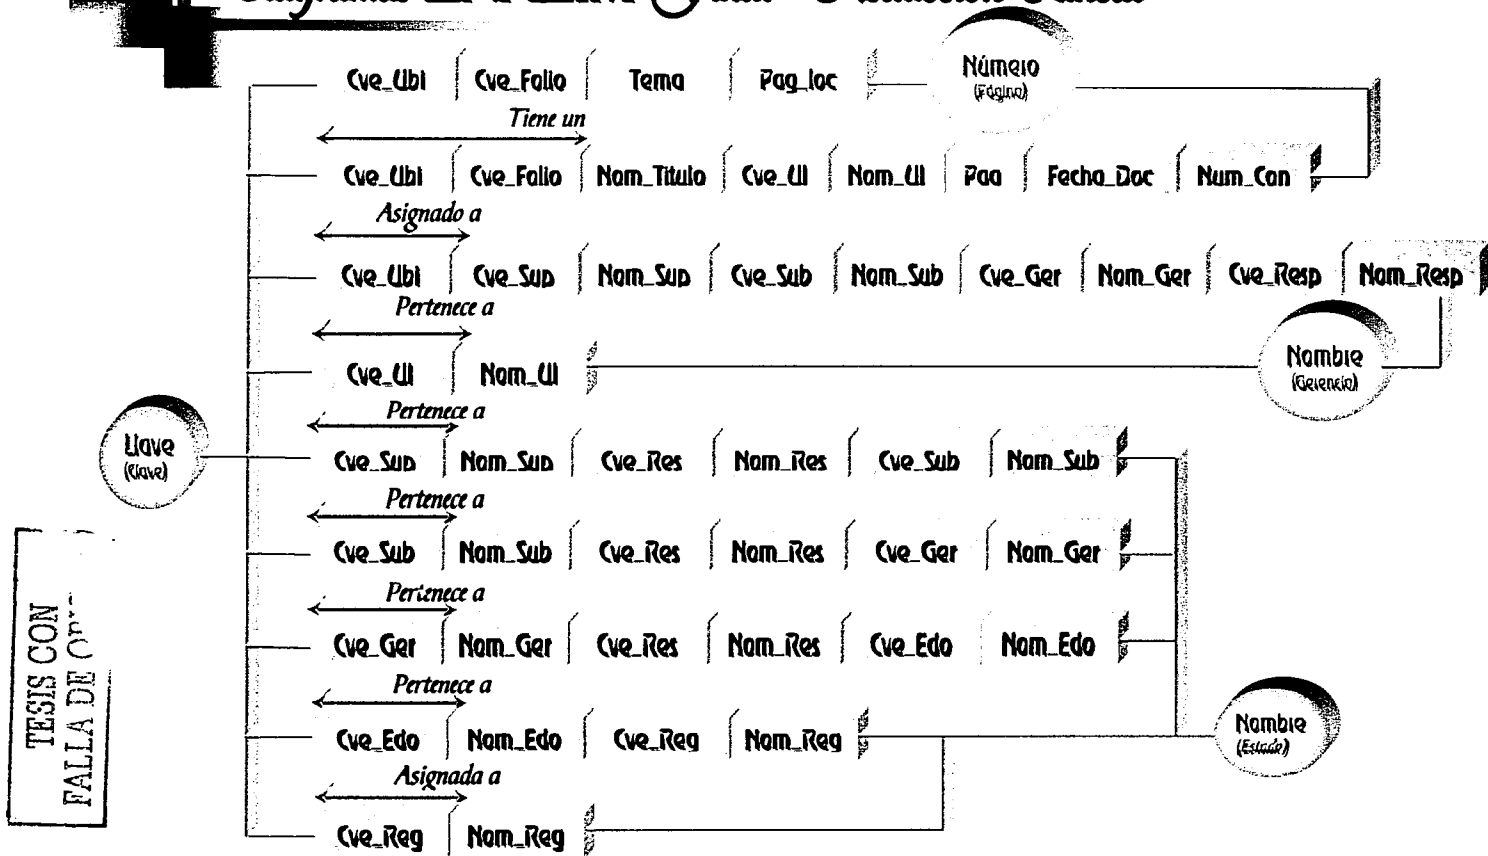 Cve_Ubi Cve_Folio Tema Pag_loc Número
(Página)
Tiene un
Cve_Ubi Cve_Folio Nom_Titulo Cve_UI Nom_UI Pag Fecha_Doc Num_Con
Asignado a
Cve_Ubi Cve_Sup Nom_Sup Cve_Sub Nom_Sub Cve_Ger Nom_Ger Cve_Resp Nom_Resp
Pertenece a
Cve_UI Nom_UI Nombre
(Gerencia)
Pertenece a
Llave
(Clave)
Cve_Sup Nom_Sup Cve_Res Nom_Res Cve_Sub Nom_Sub
Pertenece a
Cve_Sub Nom_Sub Cve_Res Nom_Res Cve_Ger Nom_Ger
Pertenece a
Cve_Ger Nom_Ger Cve_Res Nom_Res Cve_Edo Nom_Edo
Pertenece a
Cve_Edo Nom_Edo Cve_Reg Nom_Reg Nombre
(Estado)
Asignada a
Cve_Reg Nom_Reg
TESIS CON
FALLA DE